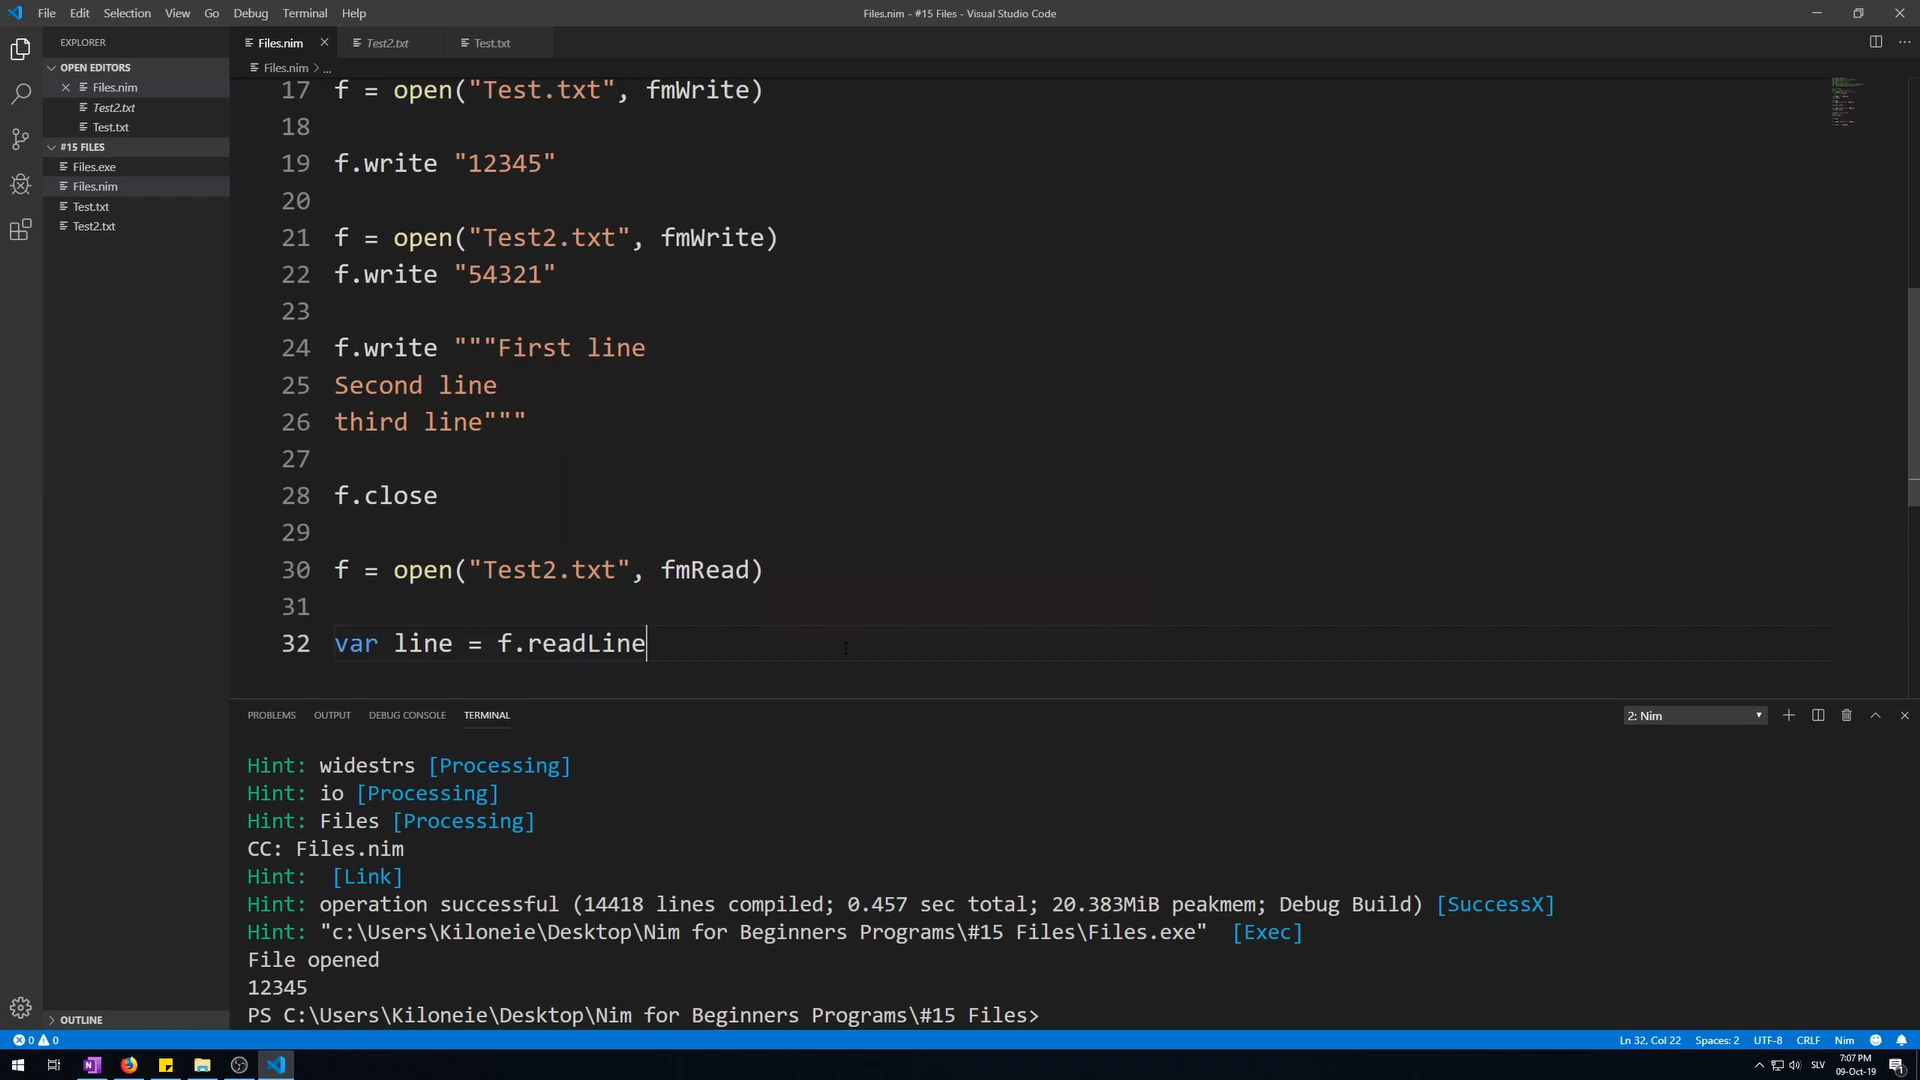 File Edit Selection View Go Debug Terminal Help
Files.nim - #15 Files - Visual Studio Code
EXPLORER
OPEN EDITORS
Files.nim
Test2.txt
Test.txt
#15 FILES
Files.exe
Files.nim
Test.txt
Test2.txt
OUTLINE
Files.nim Test2.txt Test.txt
Files.nim > ...
17 f = open("Test.txt", fmWrite)
18
19 f.write "12345"
20
21 f = open("Test2.txt", fmWrite)
22 f.write "54321"
23
24 f.write """First line
25 Second line
26 third line"""
27
28 f.close
29
30 f = open("Test2.txt", fmRead)
31
32 var line = f.readLine
PROBLEMS OUTPUT DEBUG CONSOLE TERMINAL
2: Nim
Hint: widestrs [Processing]
Hint: io [Processing]
Hint: Files [Processing]
CC: Files.nim
Hint:  [Link]
Hint: operation successful (14418 lines compiled; 0.457 sec total; 20.383MiB peakmem; Debug Build) [SuccessX]
Hint: "c:\Users\Kiloneie\Desktop\Nim for Beginners Programs\#15 Files\Files.exe"  [Exec]
File opened
12345
PS C:\Users\Kiloneie\Desktop\Nim for Beginners Programs\#15 Files>
0 0
Ln 32, Col 22 Spaces: 2 UTF-8 CRLF Nim
SLV
7:07 PM
09-Oct-19